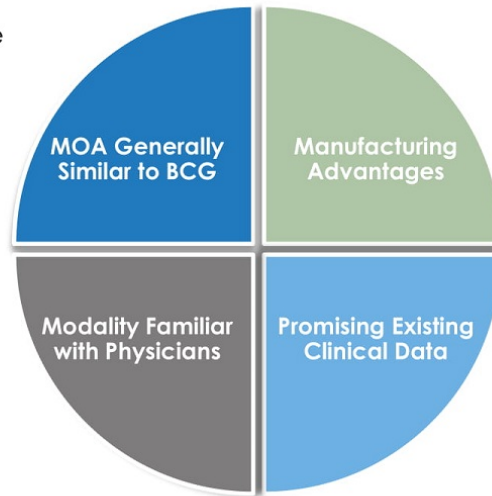 e
MOA Generally
Similar to BCG
Manufacturing
Advantages
Modality Familiar
with Physicians
Promising Existing
Clinical Data